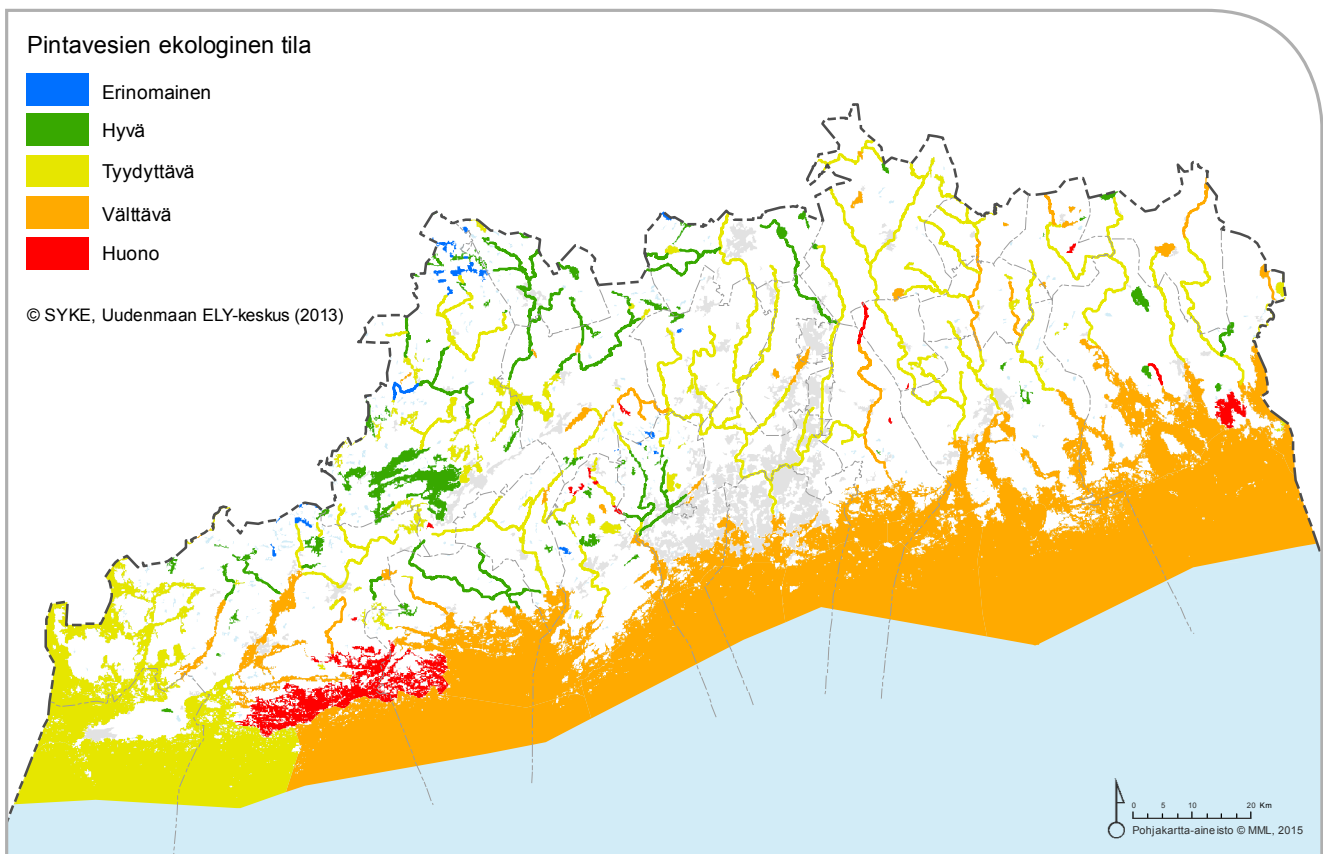 Pintavesien ekologinen tila
Erinomainen
Hyvä
Tyydyttävä
Välttävä
Huono
© SYKE, Uudenmaan ELY-keskus (2013)
0 5 10 20 Km
Pohjakartta-aineisto © MML, 2015